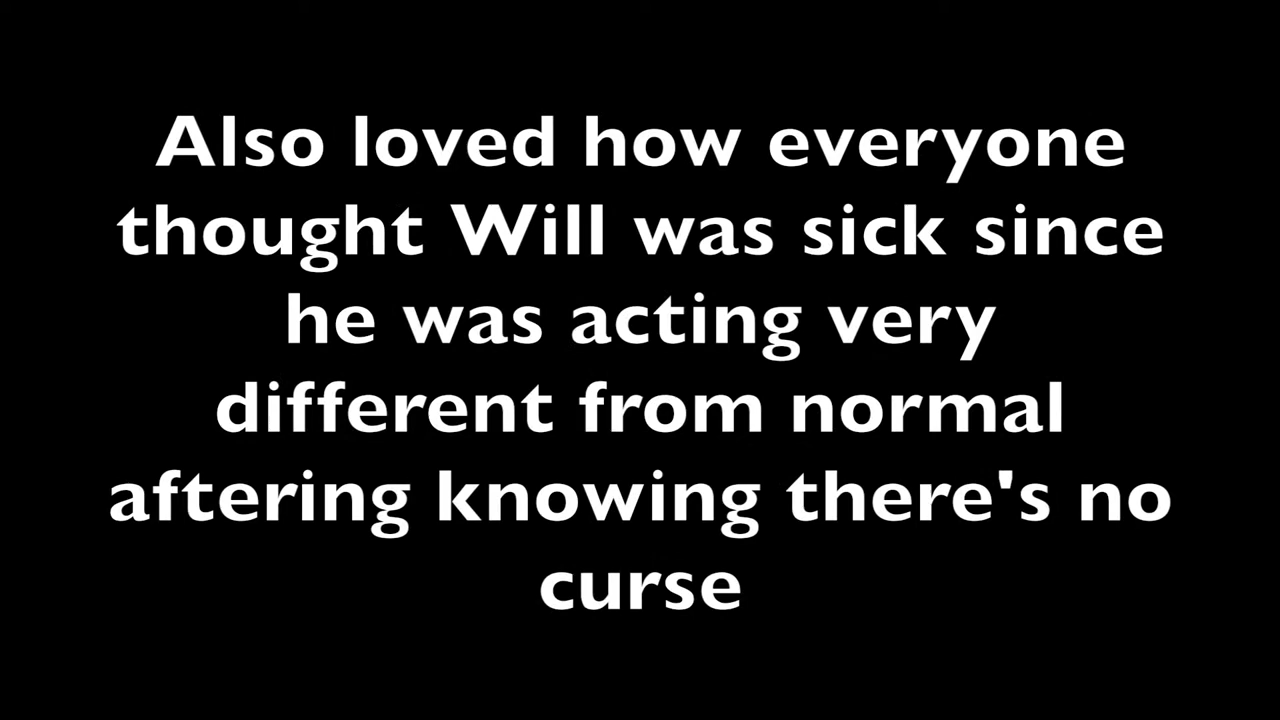 Also loved how everyone
thought Will was sick since
he was acting very
different from normal
aftering knowing there's no
curse